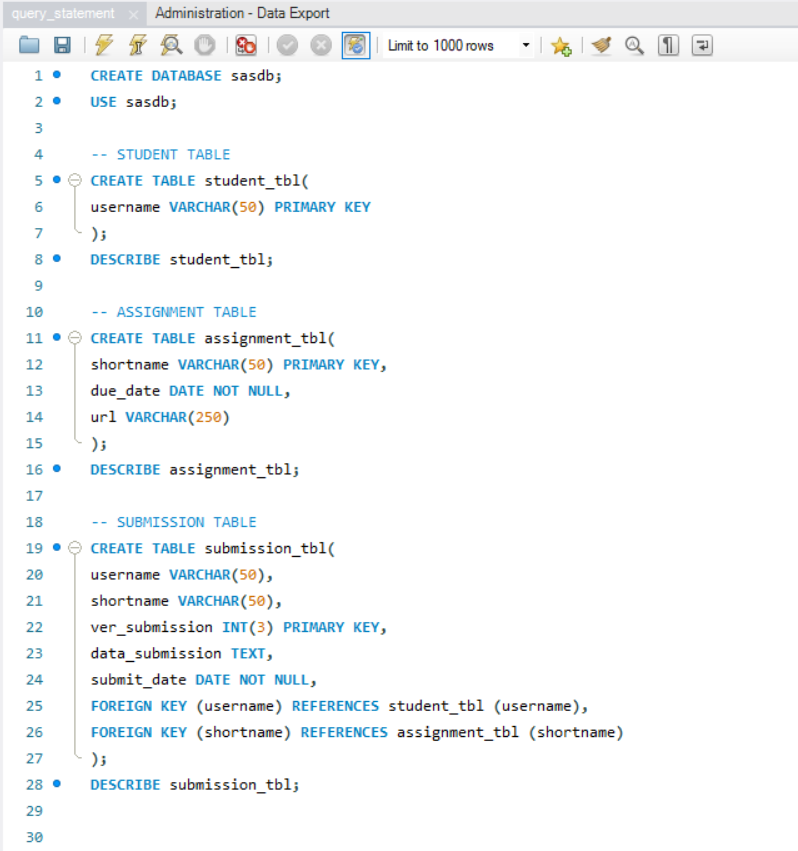 query_statement × Administration - Data Export
Limit to 1000 rows
1 CREATE DATABASE sasdb;
2 USE sasdb;
3
4 -- STUDENT TABLE
5 CREATE TABLE student_tbl(
6 username VARCHAR(50) PRIMARY KEY
7 );
8 DESCRIBE student_tbl;
9
10 -- ASSIGNMENT TABLE
11 CREATE TABLE assignment_tbl(
12 shortname VARCHAR(50) PRIMARY KEY,
13 due_date DATE NOT NULL,
14 url VARCHAR(250)
15 );
16 DESCRIBE assignment_tbl;
17
18 -- SUBMISSION TABLE
19 CREATE TABLE submission_tbl(
20 username VARCHAR(50),
21 shortname VARCHAR(50),
22 ver_submission INT(3) PRIMARY KEY,
23 data_submission TEXT,
24 submit_date DATE NOT NULL,
25 FOREIGN KEY (username) REFERENCES student_tbl (username),
26 FOREIGN KEY (shortname) REFERENCES assignment_tbl (shortname)
27 );
28 DESCRIBE submission_tbl;
29
30